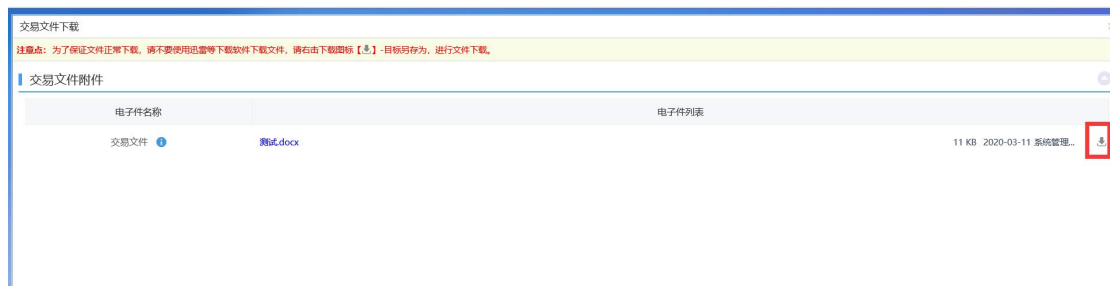 交易文件下载
注意点：为了保证文件正常下载，请不要使用迅雷等下载软件下载文件，请右击下载图标【】-目标另存为，进行文件下载。
交易文件附件
电子件名称 电子件列表
交易文件 测试.docx 11 KB 2020-03-11 系统管理...